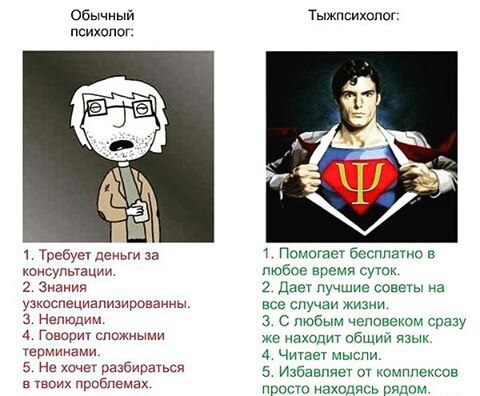 Обычный
психолог:
Тыжпсихолог:
Ψ
1. Требует деньги за
консультации.
2. Знания
узкоспециализированны.
3. Нелюдим.
4. Говорит сложными
терминами.
5. Не хочет разбираться
в твоих проблемах.
1. Помогает бесплатно в
любое время суток.
2. Дает лучшие советы на
все случаи жизни.
3. С любым человеком сразу
же находит общий язык.
4. Читает мысли.
5. Избавляет от комплексов
просто находясь рядом.